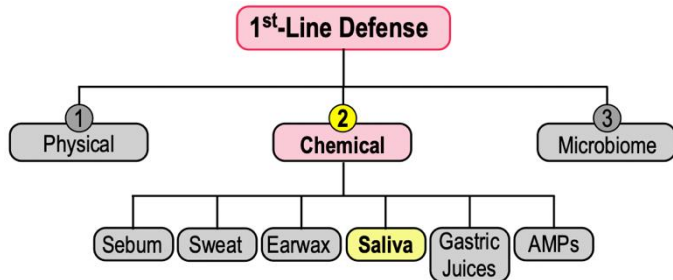 1st-Line Defense
1
2
3
Physical
Chemical
Microbiome
Sebum
Sweat
Earwax
Saliva
Gastric
Juices
AMPs